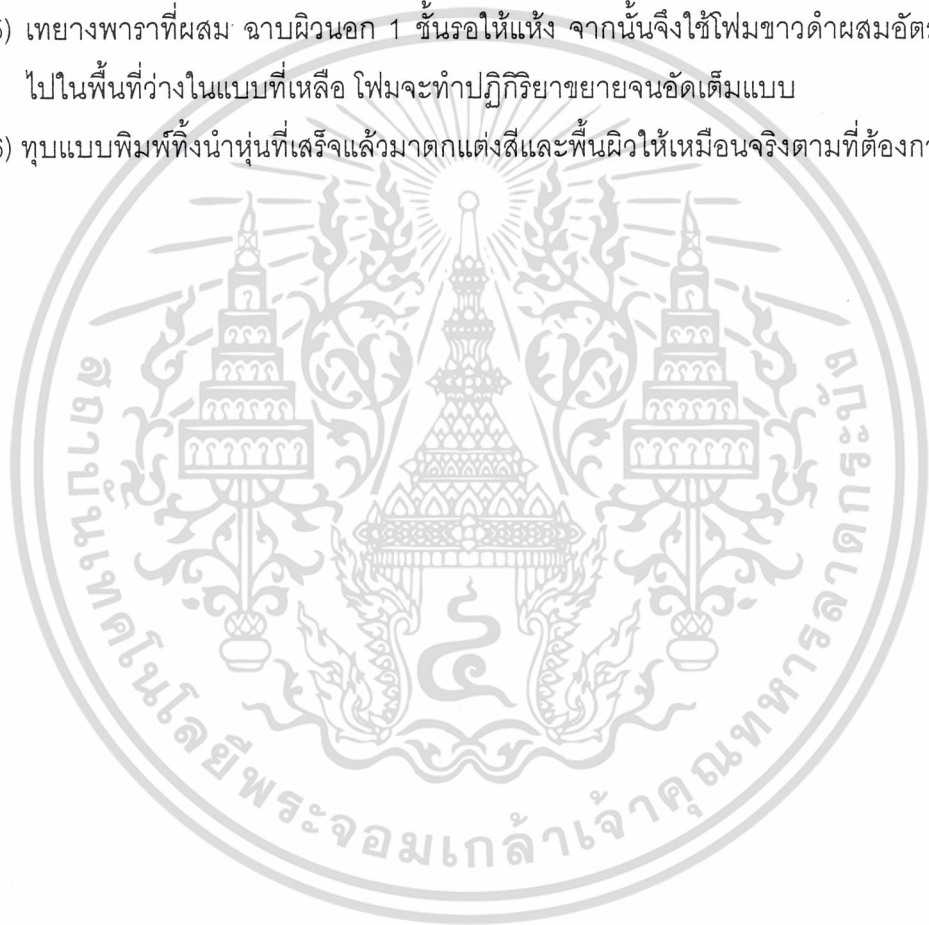 5) เทยางพาราที่ผสม ฉาบผิวนอก 1 ชั้นรอให้แห้ง จากนั้นจึงใช้โฟมขาวดำผสม
ไปในพื้นที่ว่างในแบบที่เหลือ โฟมจะทำปฏิกิริยาขยายจนอัดเต็มแบบ
6) ทุบแบบพิมพ์ทิ้งนำหุ่นที่เสร็จแล้วมาตกแต่งสีและพื้นผิวให้เหมือนจริงตามที่
สถาบันเทคโนโลยีพระจอมเกล้าเจ้าคุณทหารลาดกระบัง
๔